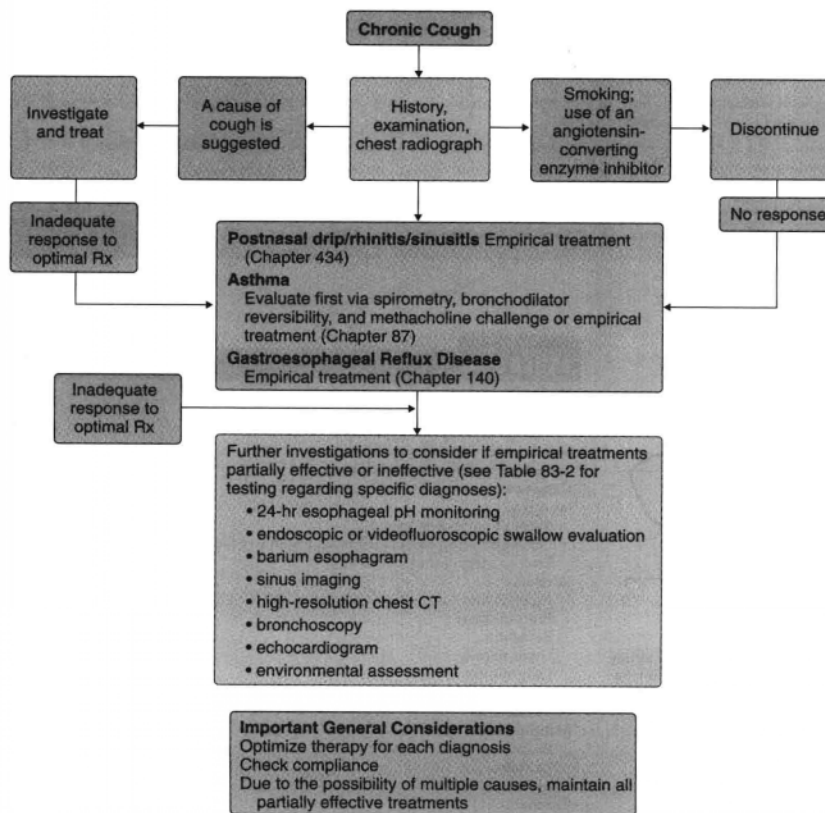 Chronic Cough
Investigate
and treat
A cause of
cough is
suggested
History,
examination,
chest radiograph
Smoking;
use of an
angiotensin-
converting
enzyme inhibitor
Discontinue
Inadequate
response to
optimal Rx
No response
Postnasal drip/rhinitis/sinusitis Empirical treatment
(Chapter 434)
Asthma
Evaluate first via spirometry, bronchodilator
reversibility, and methacholine challenge or empirical
treatment (Chapter 87)
Gastroesophageal Reflux Disease
Empirical treatment (Chapter 140)
Inadequate
response to
optimal Rx
Further investigations to consider if empirical treatments
partially effective or ineffective (see Table 83-2 for
testing regarding specific diagnoses):
• 24-hr esophageal pH monitoring
• endoscopic or videofluoroscopic swallow evaluation
• barium esophagram
• sinus imaging
• high-resolution chest CT
• bronchoscopy
• echocardiogram
• environmental assessment
Important General Considerations
Optimize therapy for each diagnosis
Check compliance
Due to the possibility of multiple causes, maintain all
partially effective treatments